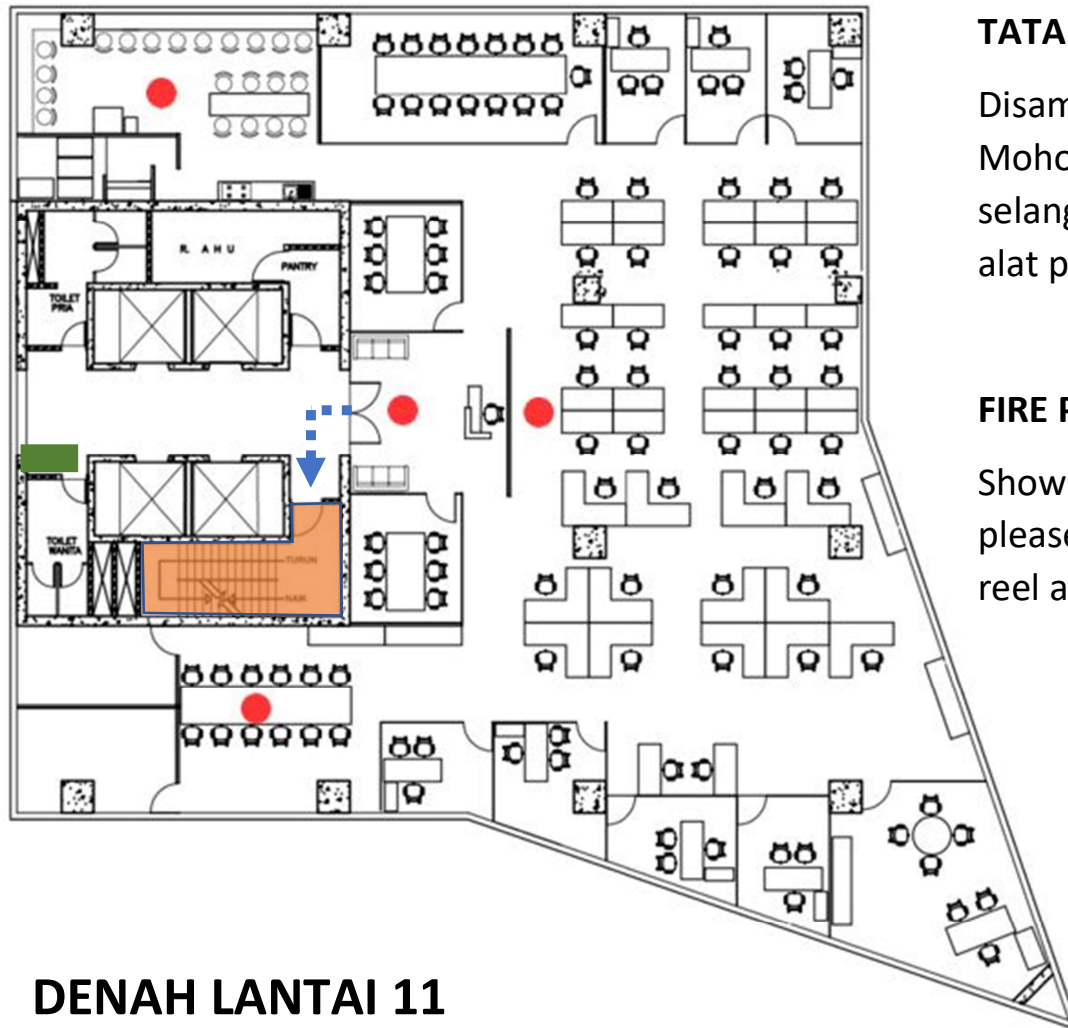 TATA
Disam
Moho
selang
alat p
R. AHU
PANTRY
TOILET
PRIA
FIRE P
Show
please
reel a
TOILET
WANITA
TURUN
NAIK
DENAH LANTAI 11